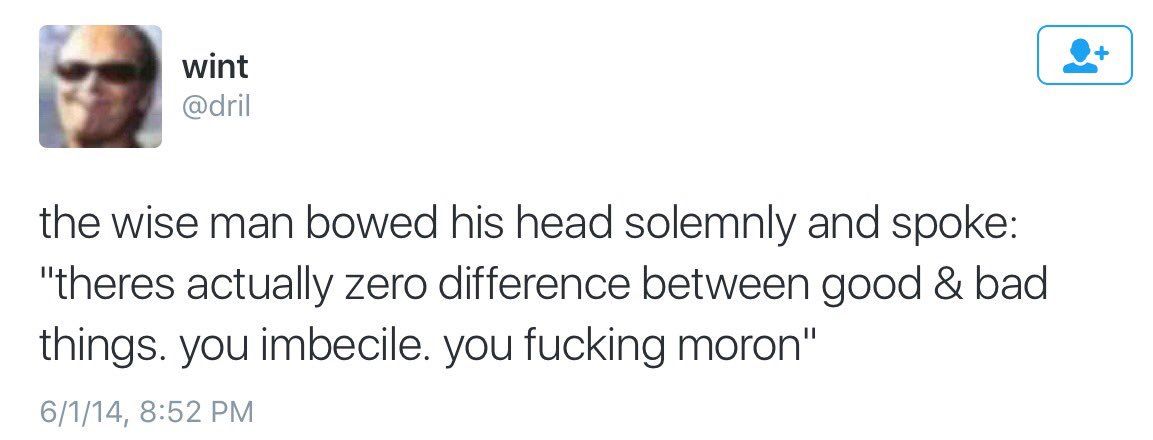 wint
@dril
the wise man bowed his head solemnly and spoke:
"theres actually zero difference between good & bad
things. you imbecile. you fucking moron"
6/1/14, 8:52 PM